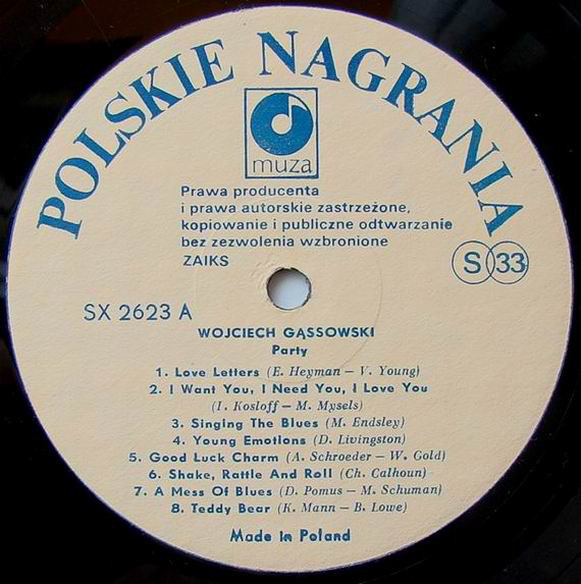 POLSKIE NAGRANIA
muza
Prawa producenta
i prawa autorskie zastrzeżone,
kopiowanie i publiczne odtwarzanie
bez zezwolenia wzbronione
ZAIKS
S 33
SX 2623 A
WOJCIECH GĄSSOWSKI
Party
1. Love Letters (E. Heyman – V. Young)
2. I Want You, I Need You, I Love You
(I. Kosloff – M. Mysels)
3. Singing The Blues (M. Endsley)
4. Young Emotions (D. Livingston)
5. Good Luck Charm (A. Schroeder – W. Gold)
6. Shake, Rattle And Roll (Ch. Calhoun)
7. A Mess Of Blues (D. Pomus – M. Schuman)
8. Teddy Bear (K. Mann – B. Lowe)
Made in Poland